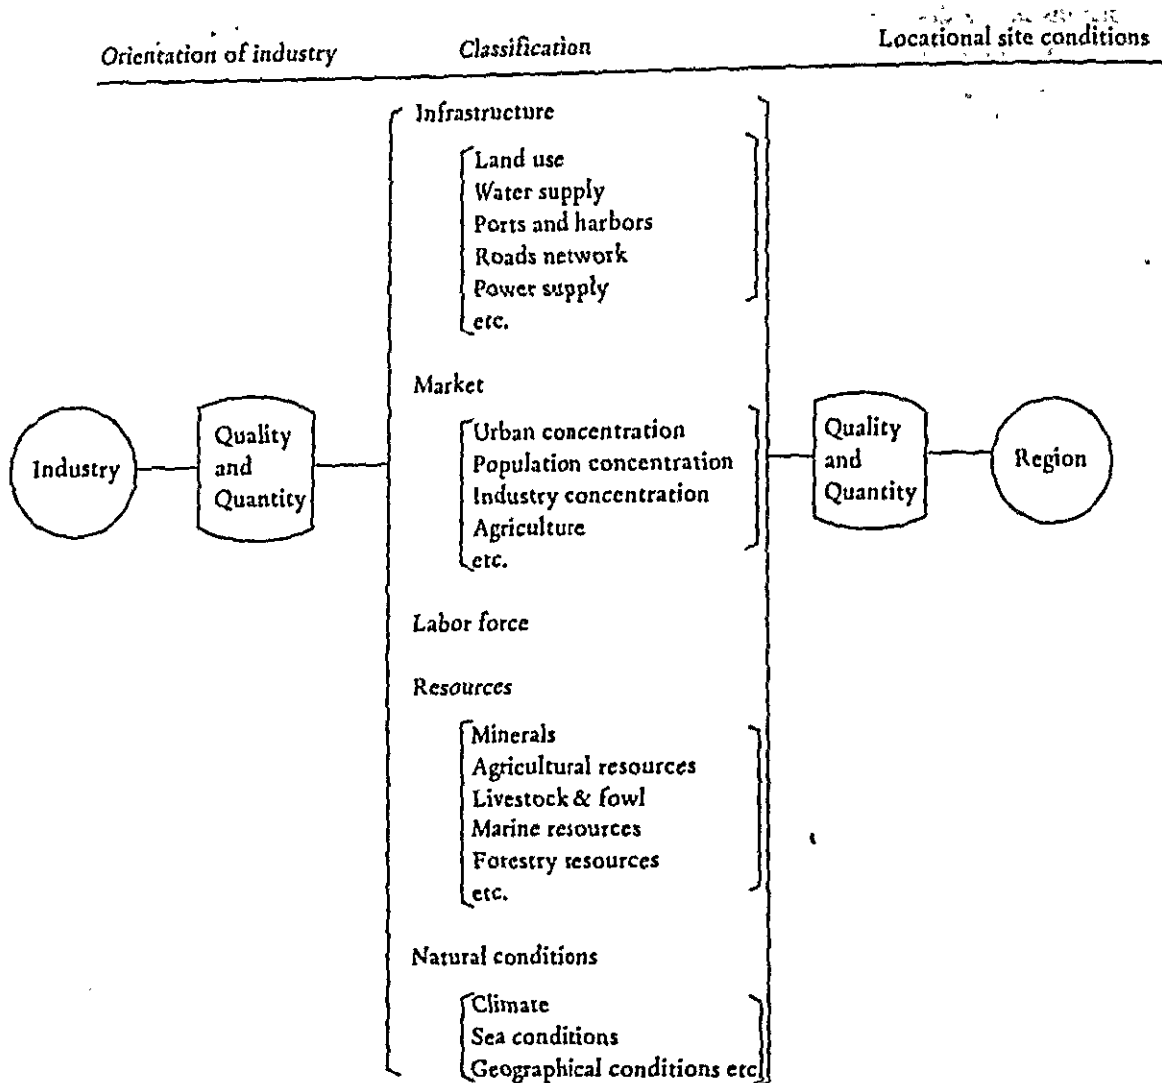 Orientation of industry
Classification
Locational site conditions
Infrastructure
Land use
Water supply
Ports and harbors
Roads network
Power supply
etc.
Market
Urban concentration
Population concentration
Industry concentration
Agriculture
etc.
Labor force
Resources
Minerals
Agricultural resources
Livestock & fowl
Marine resources
Forestry resources
etc.
Natural conditions
Climate
Sea conditions
Geographical conditions etc
Industry
Quality
and
Quantity
Quality
and
Quantity
Region